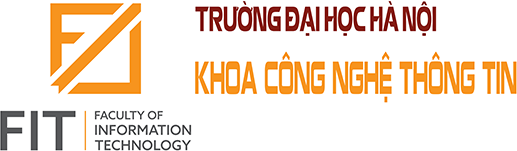 TRƯỜNG ĐẠI HỌC HÀ NỘI
KHOA CÔNG NGHỆ THÔNG TIN
FIT
FACULTY OF
INFORMATION
TECHNOLOGY